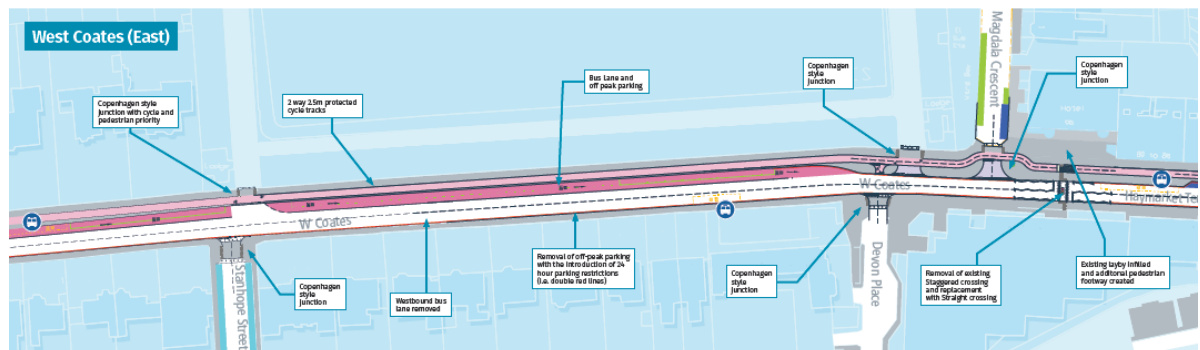 West Coates (East)
Copenhagen
style
junction with cycle and
pedestrian priority
2 way 2.5m protected
cycle tracks
Bus Lane and
off peak parking
Copenhagen
style
junction
Magdala Crescent
Copenhagen
style
junction
W Coates
W Coates
Haymarket Te
Stanhope Street
Copenhagen
style
junction
Westbound bus
lane removed
Removal of off-peak parking
with the introduction of 24
hour parking restrictions
(i.e. double red lines)
Copenhagen
style
junction
Devon Place
Removal of existing
Staggered crossing
and replacement
with Straight crossing
Existing layby infilled
and additonal pedestrian
footway created